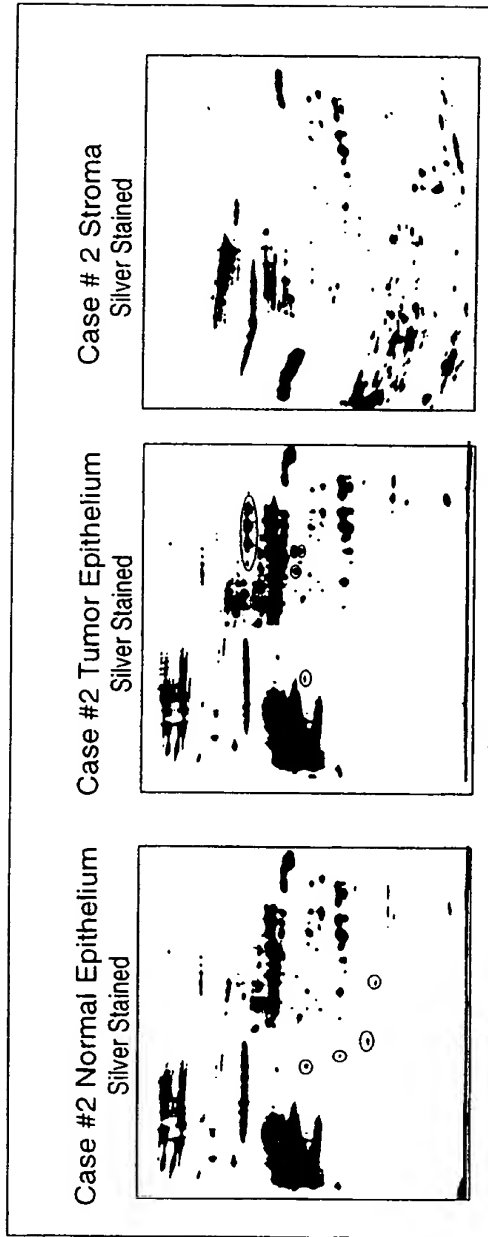 Case #2 Normal Epithelium
Silver Stained
Case #2 Tumor Epithelium
Silver Stained
Case # 2 Stroma
Silver Stained